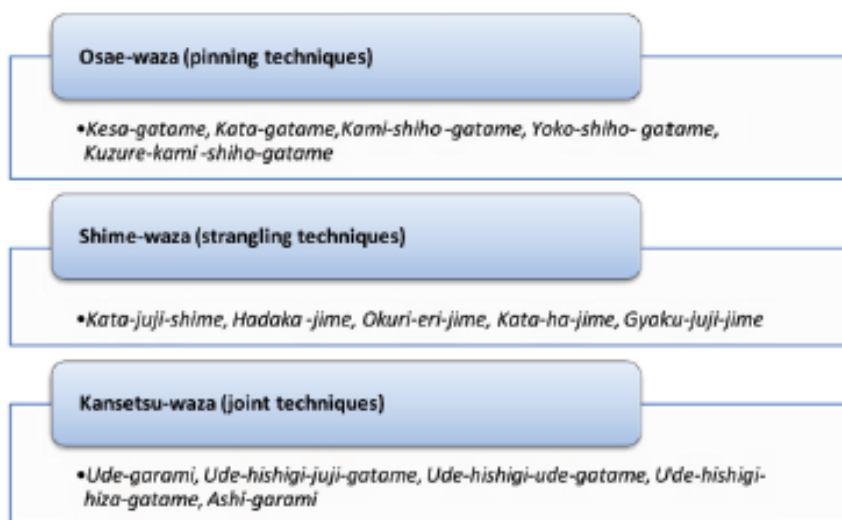 Osae-waza (pinning techniques)
•Kesa-gatame, Kata-gatame,Kami-shiho -gatame, Yoko-shiho- gatame,
Kuzure-kami -shiho-gatame
Shime-waza (strangling techniques)
•Kata-juji-shime, Hadaka -jime, Okuri-eri-jime, Kata-ha-jime, Gyaku-juji-jime
Kansetsu-waza (joint techniques)
•Ude-garami, Ude-hishigi-juji-gatame, Ude-hishigi-ude-gatame, Ude-hishigi-
hiza-gatame, Ashi-garami